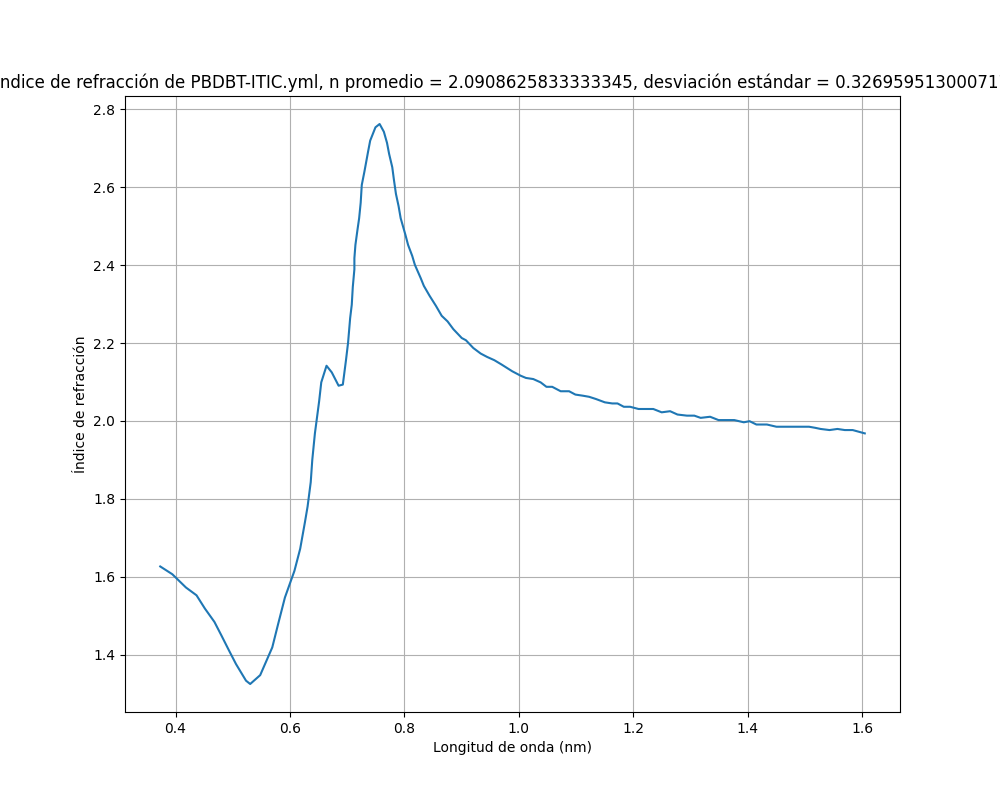 ndice de refracción de PBDBT-ITIC.yml, n promedio = 2.0908625833333345, desviación estándar = 0.32695951300071
2.8
2.6
2.4
2.2
2.0
1.8
1.6
1.4
Índice de refracción
0.4 0.6 0.8 1.0 1.2 1.4 1.6
Longitud de onda (nm)